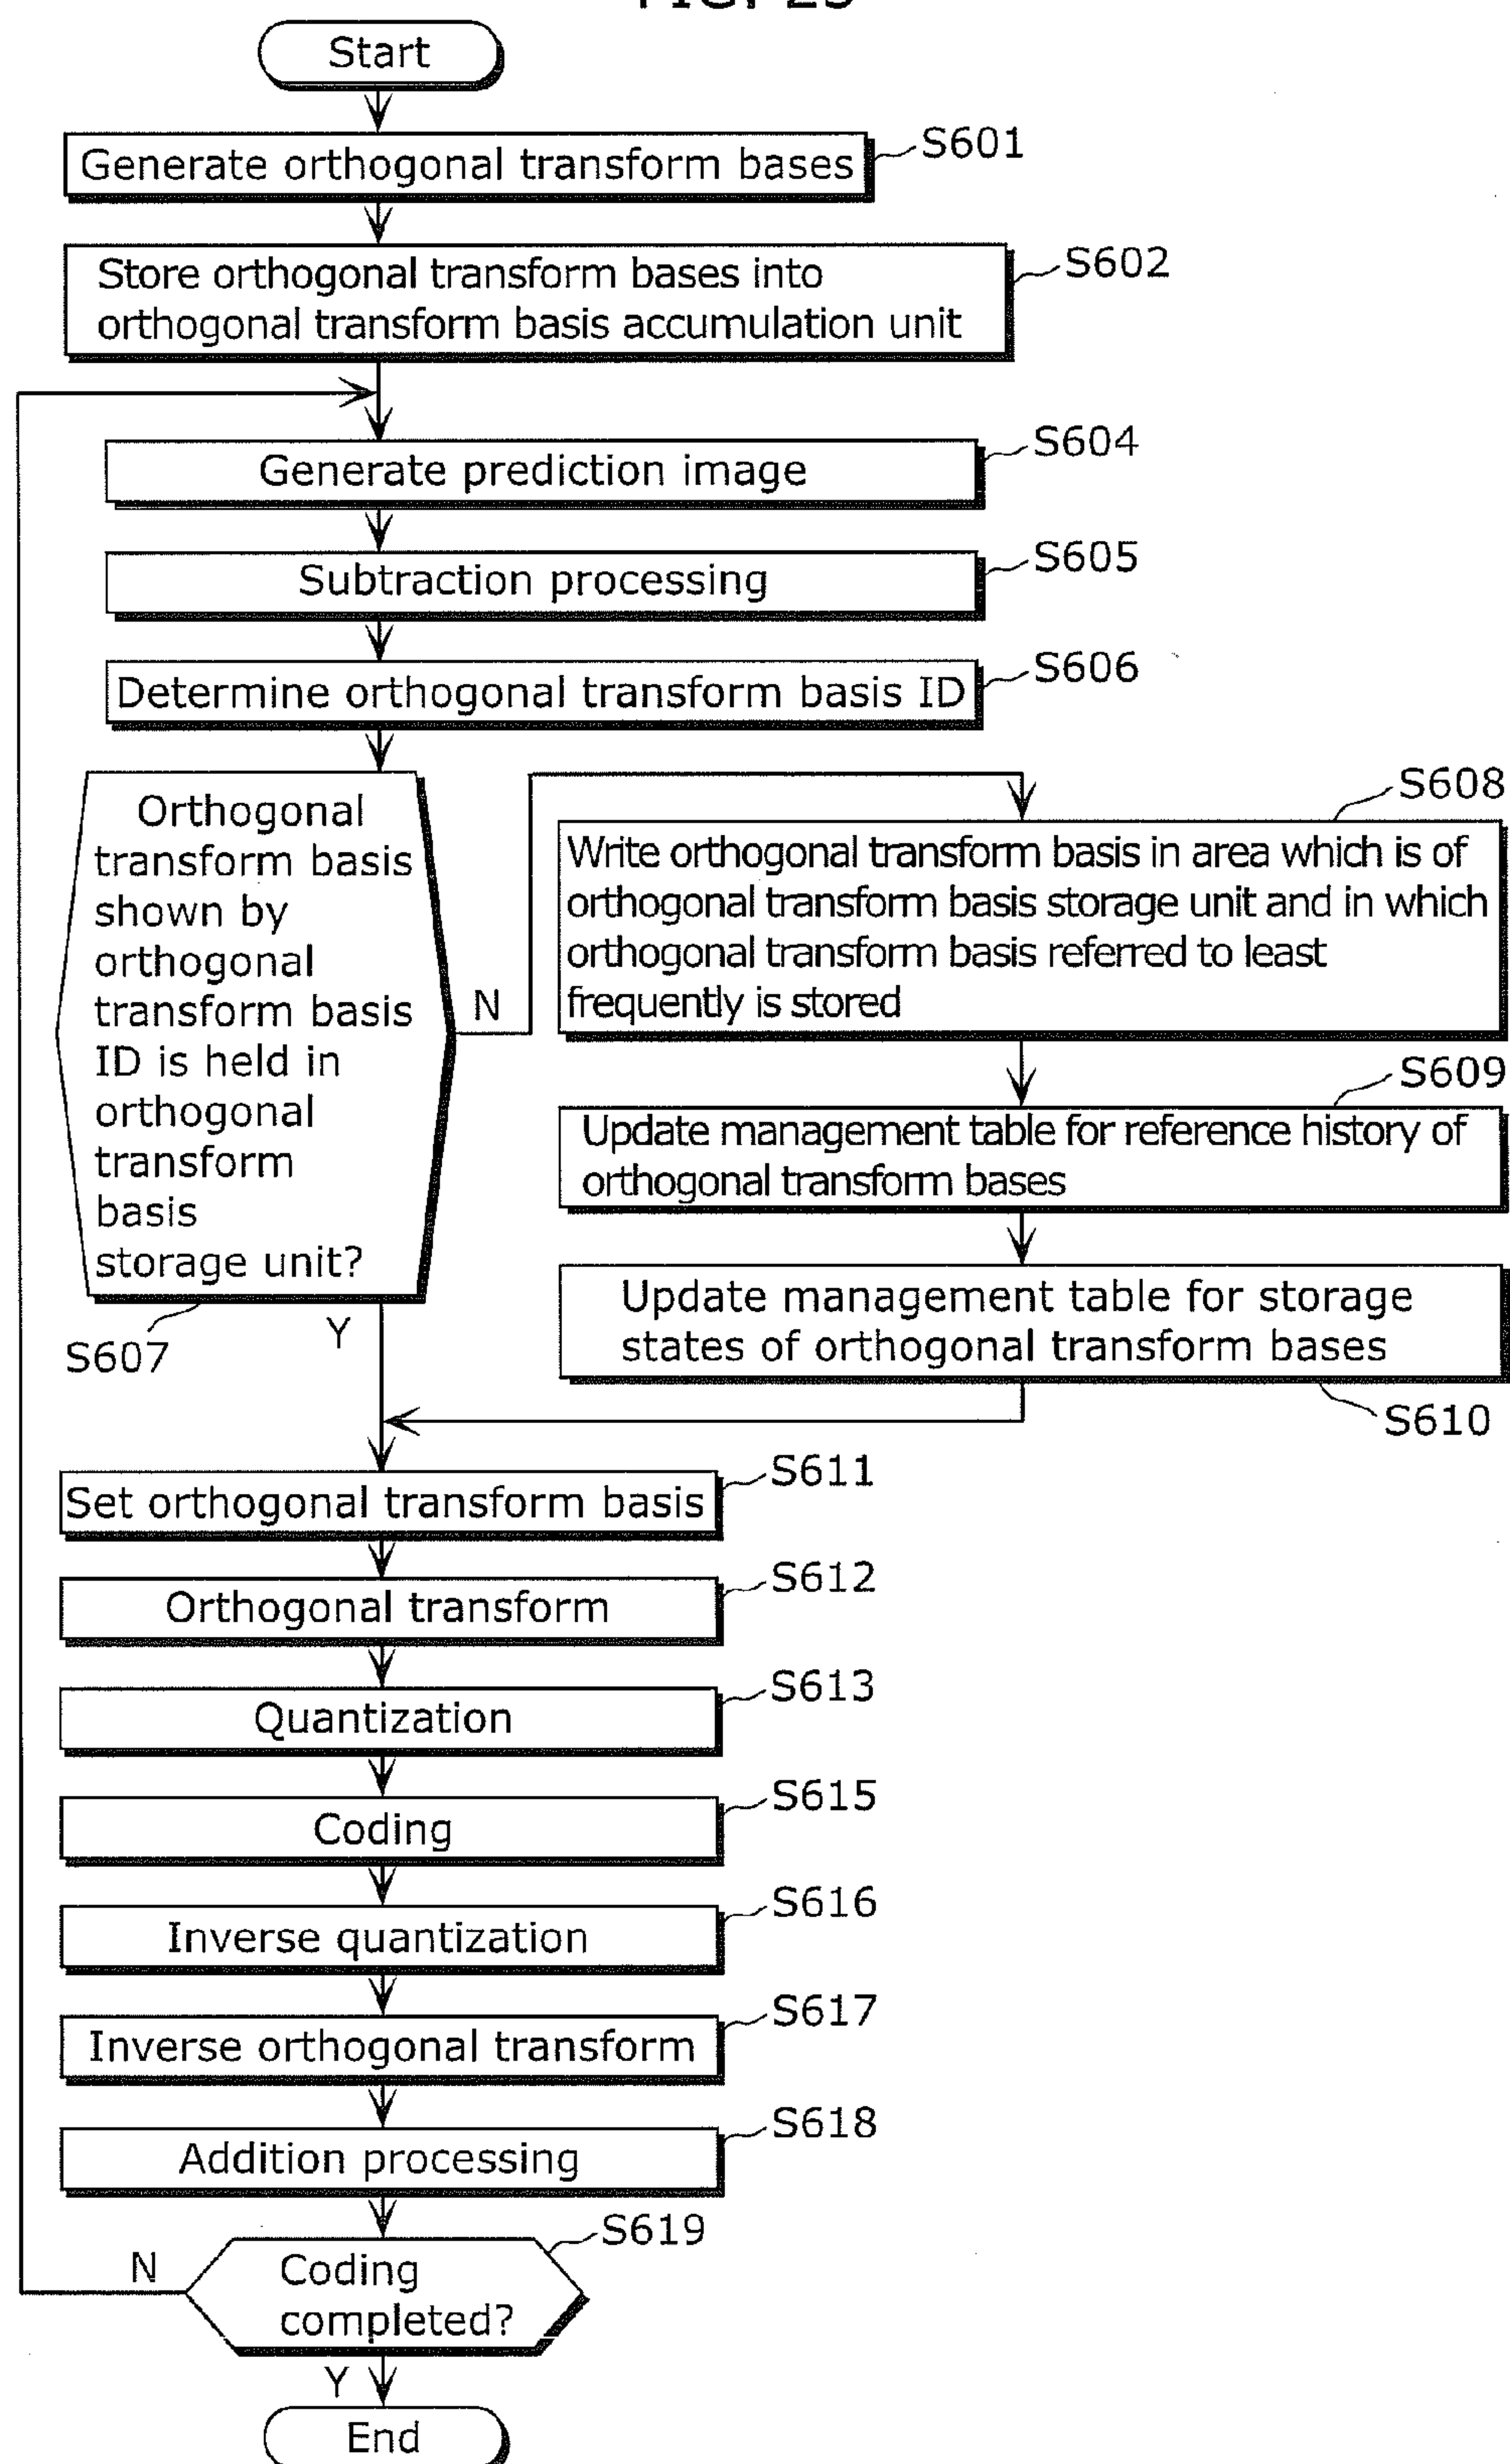 Start
Generate orthogonal transform bases
S601
Store orthogonal transform bases into
orthogonal transform basis accumulation unit
S602
Generate prediction image
S604
Subtraction processing
S605
Determine orthogonal transform basis ID
S606
Orthogonal
transform basis
shown by
orthogonal
transform basis
ID is held in
orthogonal
transform
basis
storage unit?
S607
N
Y
S608
Write orthogonal transform basis in area which is of
orthogonal transform basis storage unit and in which
orthogonal transform basis referred to least
frequently is stored
S609
Update management table for reference history of
orthogonal transform bases
Update management table for storage
states of orthogonal transform bases
S610
Set orthogonal transform basis
S611
Orthogonal transform
S612
Quantization
S613
Coding
S615
Inverse quantization
S616
Inverse orthogonal transform
S617
Addition processing
S618
S619
N
Coding
completed?
Y
End